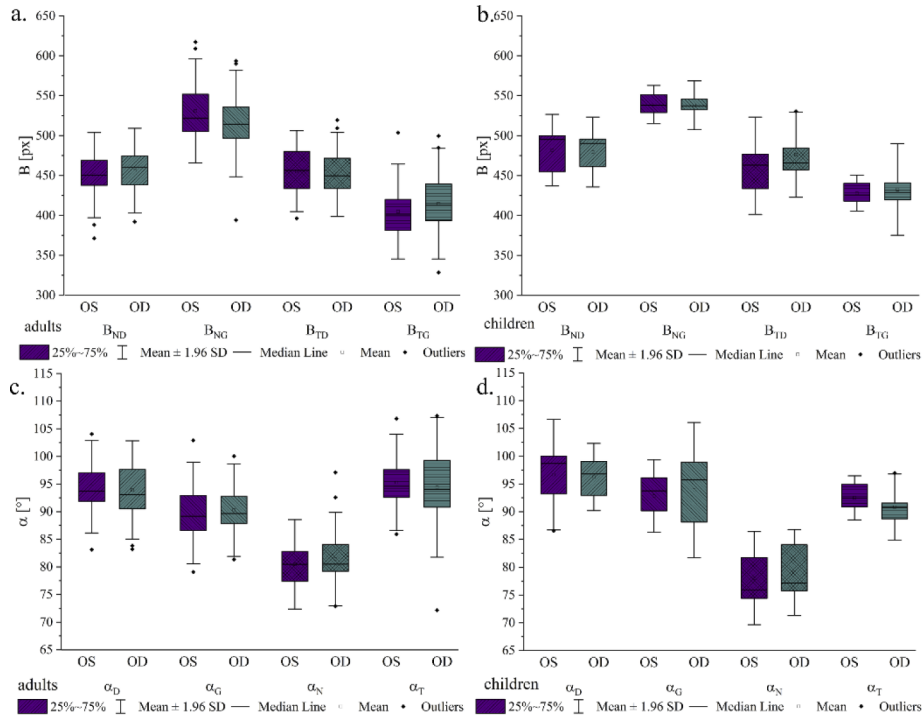 a.
650
600
550
500
450
400
350
300
B [px]
OS OD OS OD OS OD OS OD
adults B_ND B_NG B_TD B_TG
25%~75% Mean ± 1.96 SD Median Line Mean Outliers
b.
650
600
550
500
450
400
350
300
B [px]
OS OD OS OD OS OD OS OD
children B_ND B_NG B_TD B_TG
25%~75% Mean ± 1.96 SD Median Line Mean Outliers
c.
115
110
105
100
95
90
85
80
75
70
65
α [°]
OS OD OS OD OS OD OS OD
adults α_D α_G α_N α_T
25%~75% Mean ± 1.96 SD Median Line Mean Outliers
d.
115
110
105
100
95
90
85
80
75
70
65
α [°]
OS OD OS OD OS OD OS OD
children α_D α_G α_N α_T
25%~75% Mean ± 1.96 SD Median Line Mean Outliers